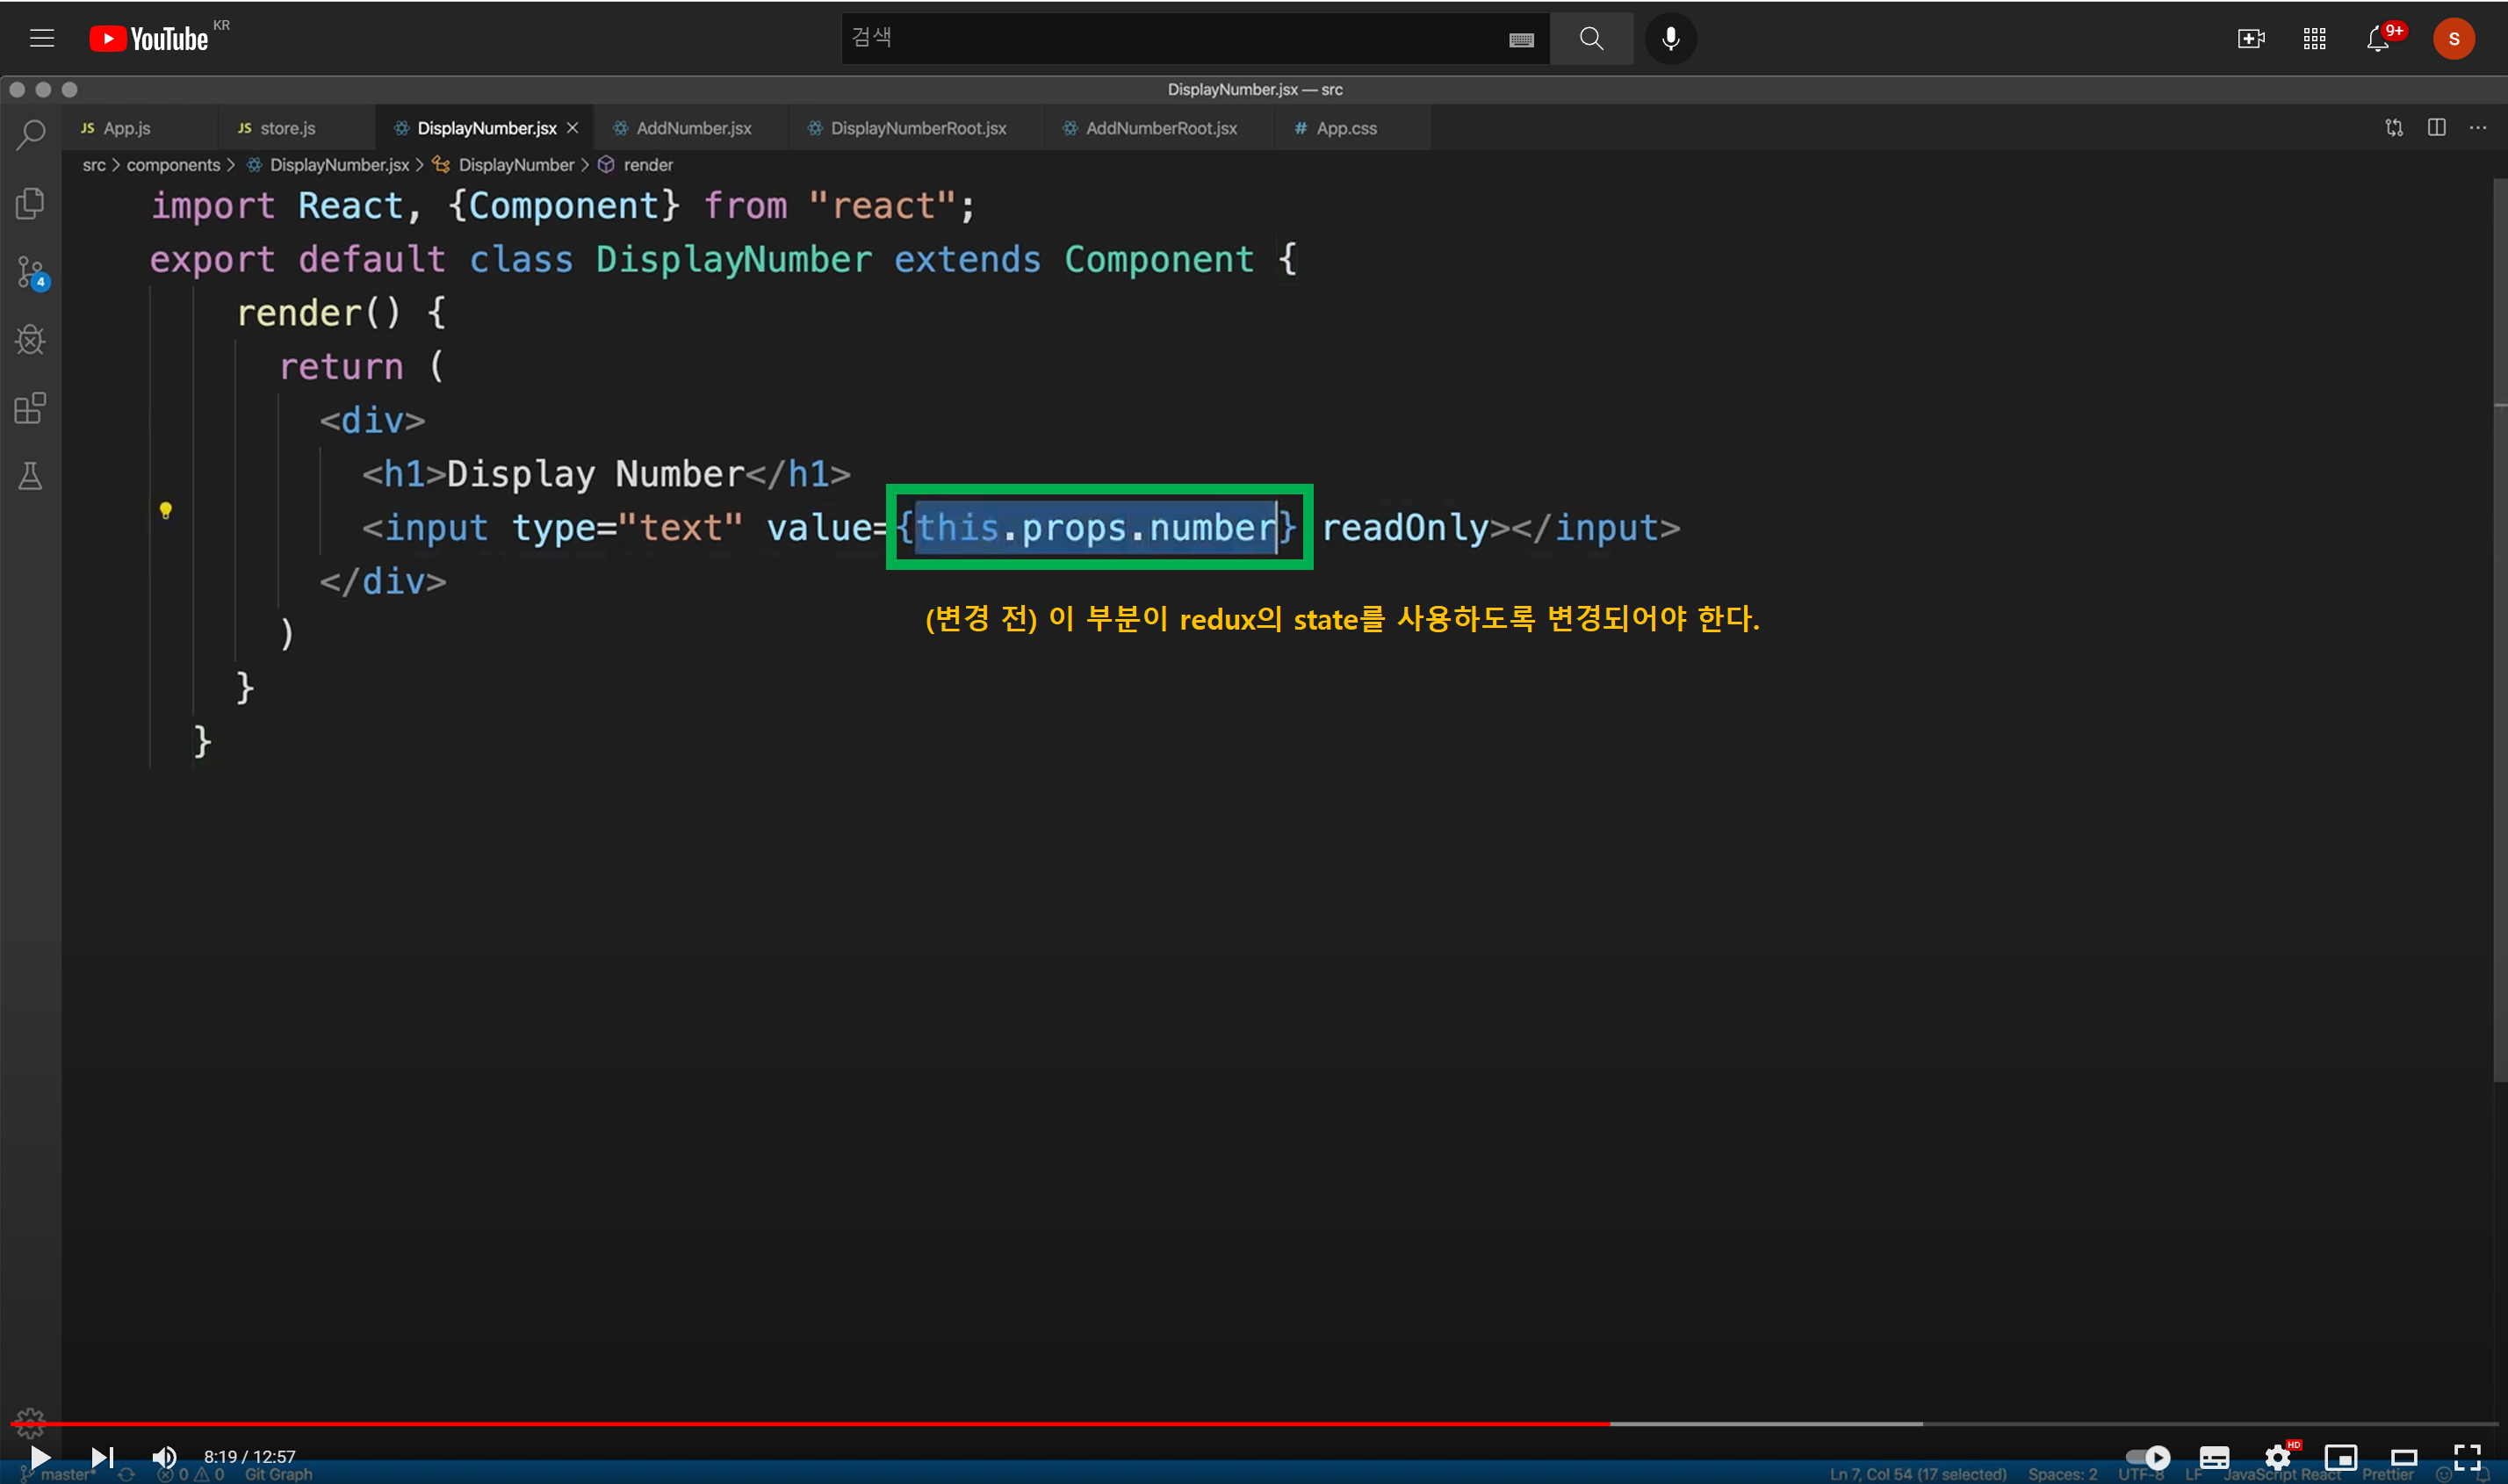 YouTube KR
검색
9+
S
DisplayNumber.jsx — src
JS App.js
JS store.js
DisplayNumber.jsx
AddNumber.jsx
DisplayNumberRoot.jsx
AddNumberRoot.jsx
# App.css
src > components > DisplayNumber.jsx > DisplayNumber > render
4
import React, {Component} from "react";
export default class DisplayNumber extends Component {
render() {
return (
<div>
<h1>Display Number</h1>
<input type="text" value={this.props.number} readOnly></input>
</div>
)
}
}
(변경 전) 이 부분이 redux의 state를 사용하도록 변경되어야 한다.
8:19 / 12:57
HD
master* 0 0 Git Graph
Ln 7, Col 54 (17 selected) Spaces: 2 UTF-8 LF JavaScript React Prettier